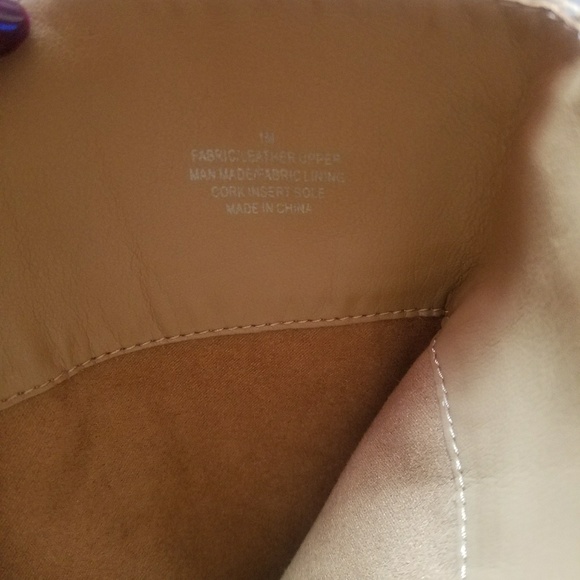 FABRIC/LEATHER UPPER
MAN MADE/FABRIC LINING
CORK INSERT SOLE
MADE IN CHINA